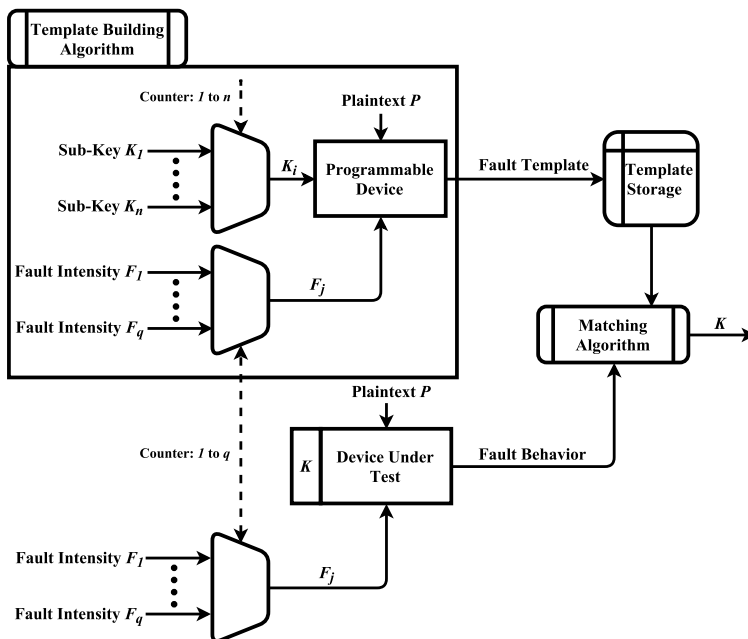 Template Building
Algorithm
Counter: 1 to n
Plaintext P
Sub-Key K1
Sub-Key Kn
Ki
Programmable
Device
Fault Template
Template
Storage
Fault Intensity F1
Fault Intensity Fq
Fj
Matching
Algorithm
K
Plaintext P
Counter: 1 to q
K
Device Under
Test
Fault Behavior
Fault Intensity F1
Fault Intensity Fq
Fj